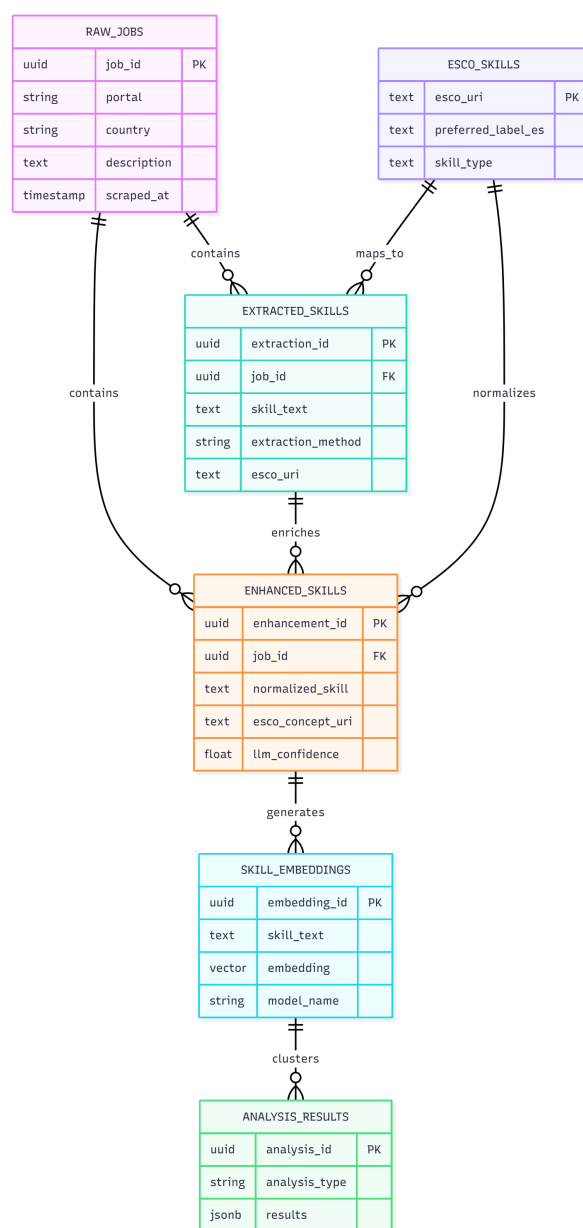 RAW_JOBS
uuid job_id PK
string portal
string country
text description
timestamp scraped_at
ESCO_SKILLS
text esco_uri PK
text preferred_label_es
text skill_type
contains
maps_to
EXTRACTED_SKILLS
uuid extraction_id PK
uuid job_id FK
text skill_text
string extraction_method
text esco_uri
contains
normalizes
enriches
ENHANCED_SKILLS
uuid enhancement_id PK
uuid job_id FK
text normalized_skill
text esco_concept_uri
float llm_confidence
generates
SKILL_EMBEDDINGS
uuid embedding_id PK
text skill_text
vector embedding
string model_name
clusters
ANALYSIS_RESULTS
uuid analysis_id PK
string analysis_type
jsonb results